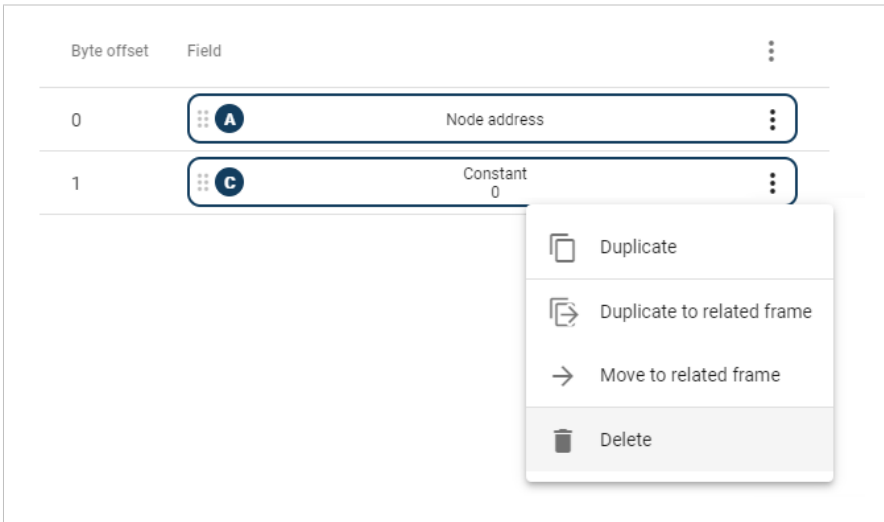 Byte offset Field
0 A Node address
1 C Constant
0
Duplicate
Duplicate to related frame
Move to related frame
Delete